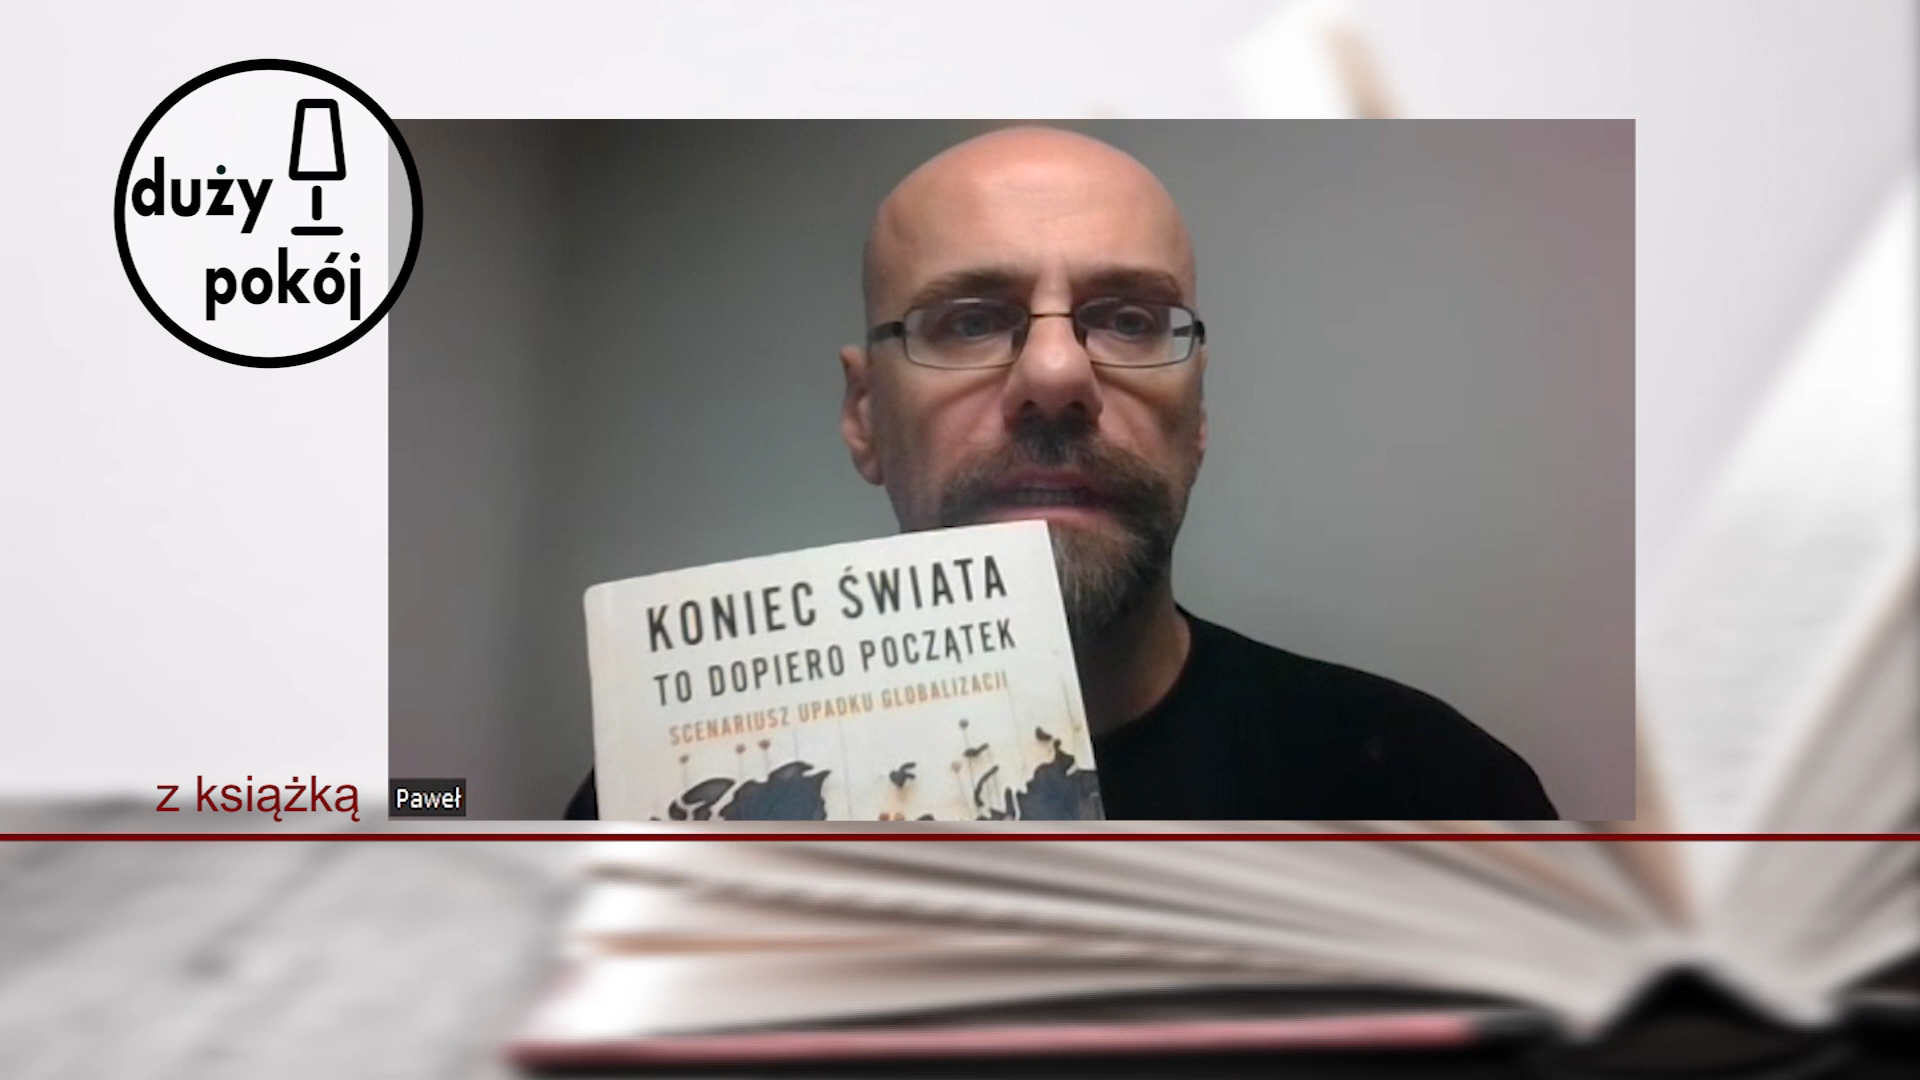 duży
pokój
KONIEC ŚWIATA
TO DOPIERO POCZĄTEK
SCENARIUSZ UPADKU GLOBALIZACJI
z książką
Paweł